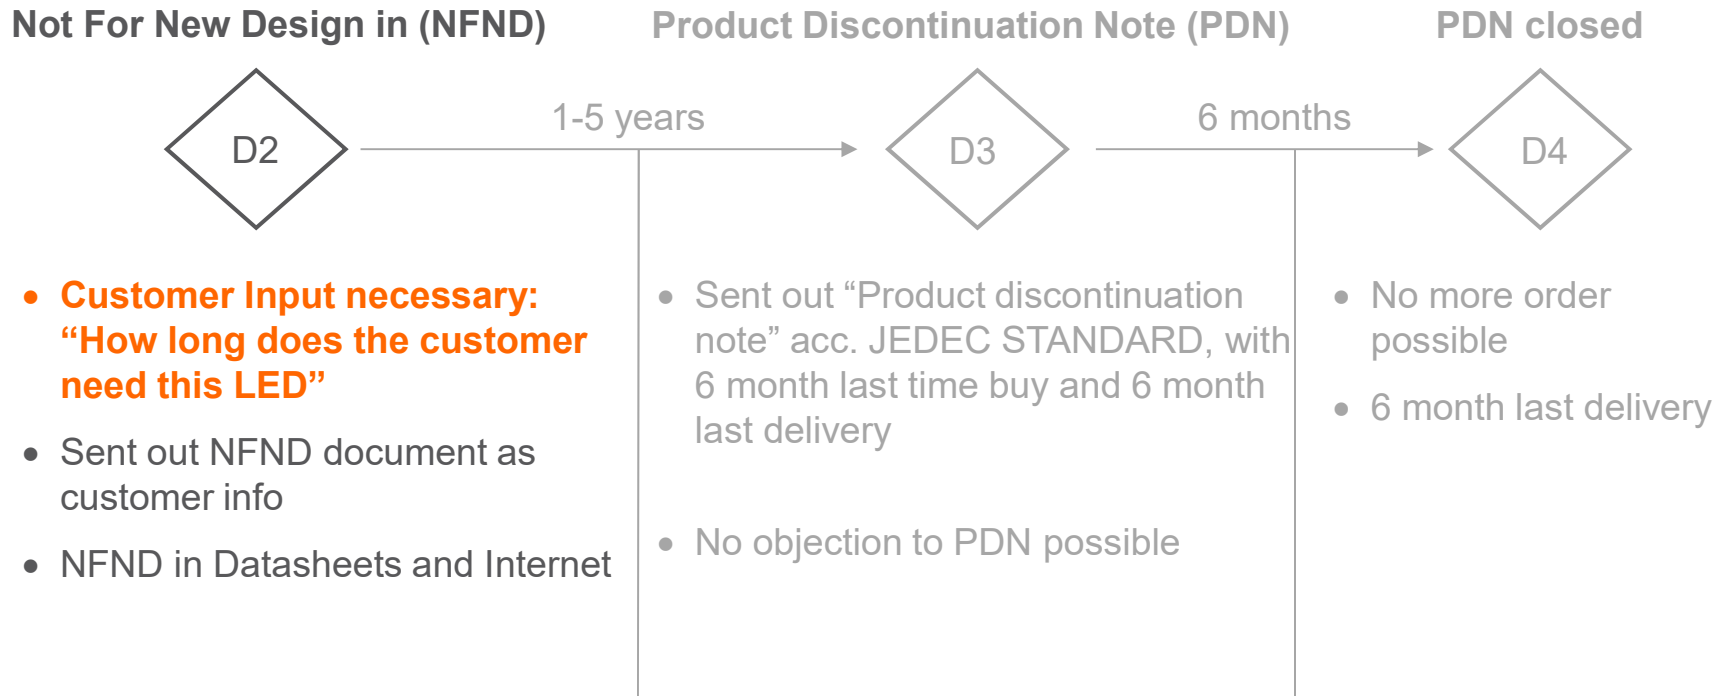 Not For New Design in (NFND)
Product Discontinuation Note (PDN)
PDN closed
D2
1-5 years
D3
6 months
D4
• Customer Input necessary:
“How long does the customer
need this LED”
• Sent out NFND document as
customer info
• NFND in Datasheets and Internet
• Sent out “Product discontinuation
note” acc. JEDEC STANDARD, with
6 month last time buy and 6 month
last delivery
• No objection to PDN possible
• No more order
possible
• 6 month last delivery